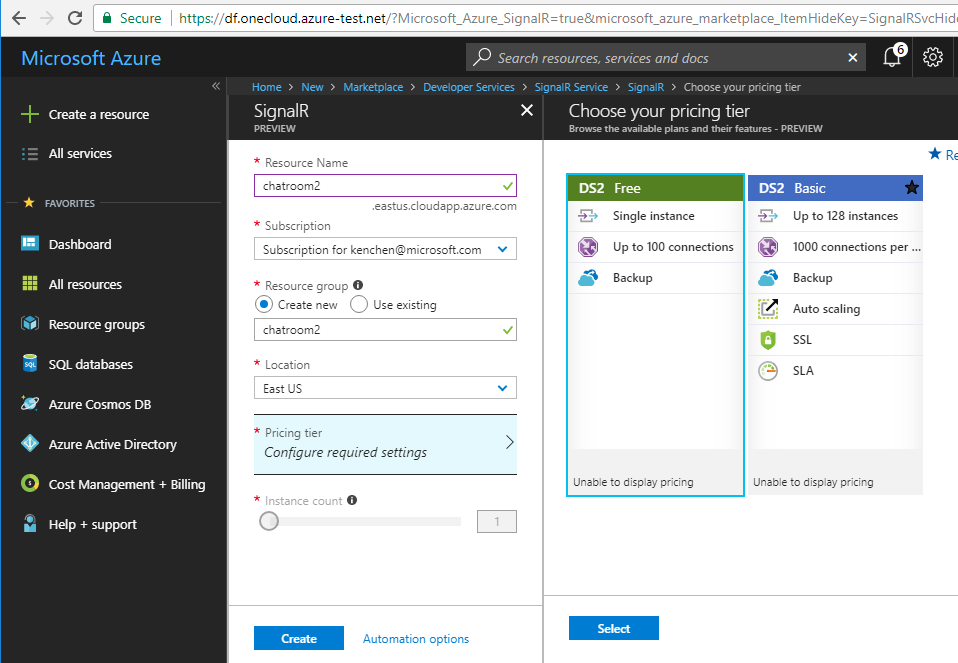 Secure https://df.onecloud.azure-test.net/?Microsoft_Azure_SignalR=true&microsoft_azure_marketplace_ItemHideKey=SignalRSvcHide
Microsoft Azure
Search resources, services and docs
6
Home > New > Marketplace > Developer Services > SignalR Service > SignalR > Choose your pricing tier
Create a resource
All services
FAVORITES
Dashboard
All resources
Resource groups
SQL databases
Azure Cosmos DB
Azure Active Directory
Cost Management + Billing
Help + support
SignalR
PREVIEW
* Resource Name
chatroom2
.eastus.cloudapp.azure.com
* Subscription
Subscription for kenchen@microsoft.com
* Resource group
Create new Use existing
chatroom2
* Location
East US
* Pricing tier
Configure required settings
* Instance count
1
Create Automation options
Choose your pricing tier
Browse the available plans and their features - PREVIEW
Re
DS2 Free
Single instance
Up to 100 connections
Backup
Unable to display pricing
DS2 Basic
Up to 128 instances
1000 connections per ...
Backup
Auto scaling
SSL
SLA
Unable to display pricing
Select